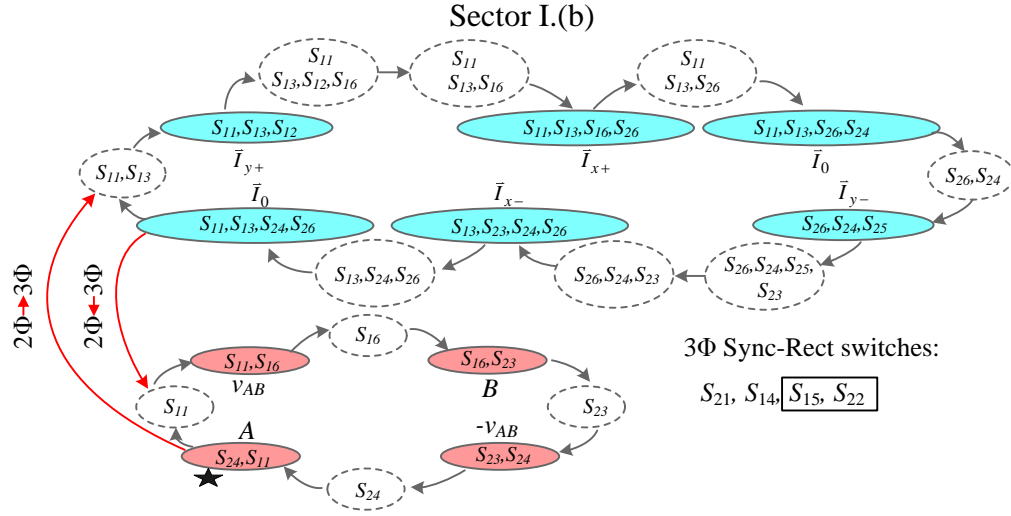 Sector I.(b)
S₁₁
S₁₃,S₁₂,S₁₆
S₁₁
S₁₃,S₁₆
S₁₁
S₁₃,S₂₆
S₁₁,S₁₃,S₁₂
S₁₁,S₁₃,S₁₆,S₂₆
S₁₁,S₁₃,S₂₆,S₂₄
I⃗y+
I⃗x+
I⃗0
S₁₁,S₁₃
S₂₆,S₂₄
I⃗0
I⃗x−
I⃗y−
S₁₁,S₁₃,S₂₄,S₂₆
S₁₃,S₂₃,S₂₄,S₂₆
S₂₆,S₂₄,S₂₅
S₁₃,S₂₄,S₂₆
S₂₆,S₂₄,S₂₃
S₂₆,S₂₄,S₂₅,
S₂₃
2Φ→3Φ
2Φ→3Φ
S₁₆
S₁₁,S₁₆
vAB
S₁₆,S₂₃
B
S₁₁
S₂₃
A
S₂₄,S₁₁
-vAB
S₂₃,S₂₄
S₂₄
3Φ Sync-Rect switches:
S₂₁, S₁₄, S₁₅, S₂₂